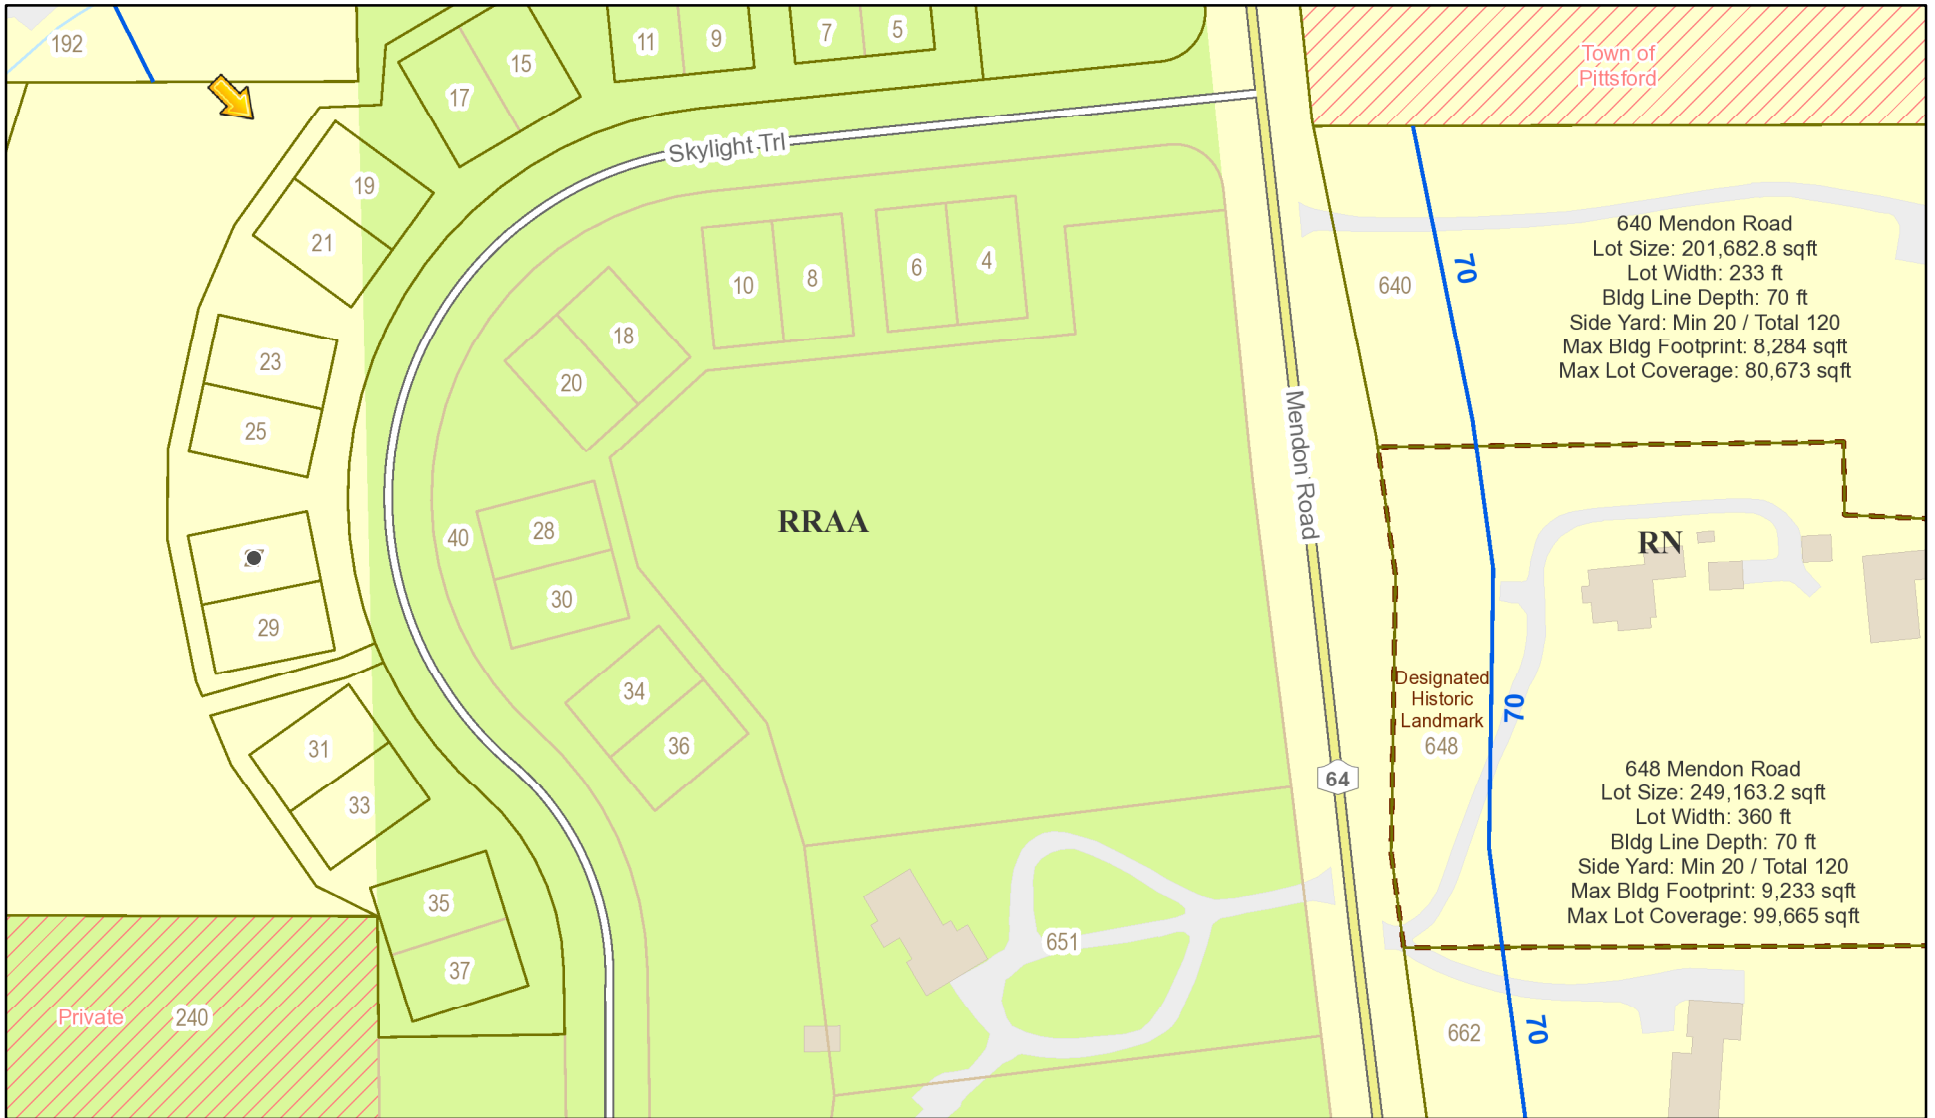 192
17
15
11
9
7
5
Town of
Pittsford
Skylight Trl
19
21
23
25
29
31
33
35
37
10
8
6
4
18
20
40
28
30
34
36
RRAA
Mendon Road
64
651
Private
240
640
70
640 Mendon Road
Lot Size: 201,682.8 sqft
Lot Width: 233 ft
Bldg Line Depth: 70 ft
Side Yard: Min 20 / Total 120
Max Bldg Footprint: 8,284 sqft
Max Lot Coverage: 80,673 sqft
RN
Designated
Historic
Landmark
648
70
648 Mendon Road
Lot Size: 249,163.2 sqft
Lot Width: 360 ft
Bldg Line Depth: 70 ft
Side Yard: Min 20 / Total 120
Max Bldg Footprint: 9,233 sqft
Max Lot Coverage: 99,665 sqft
662
70